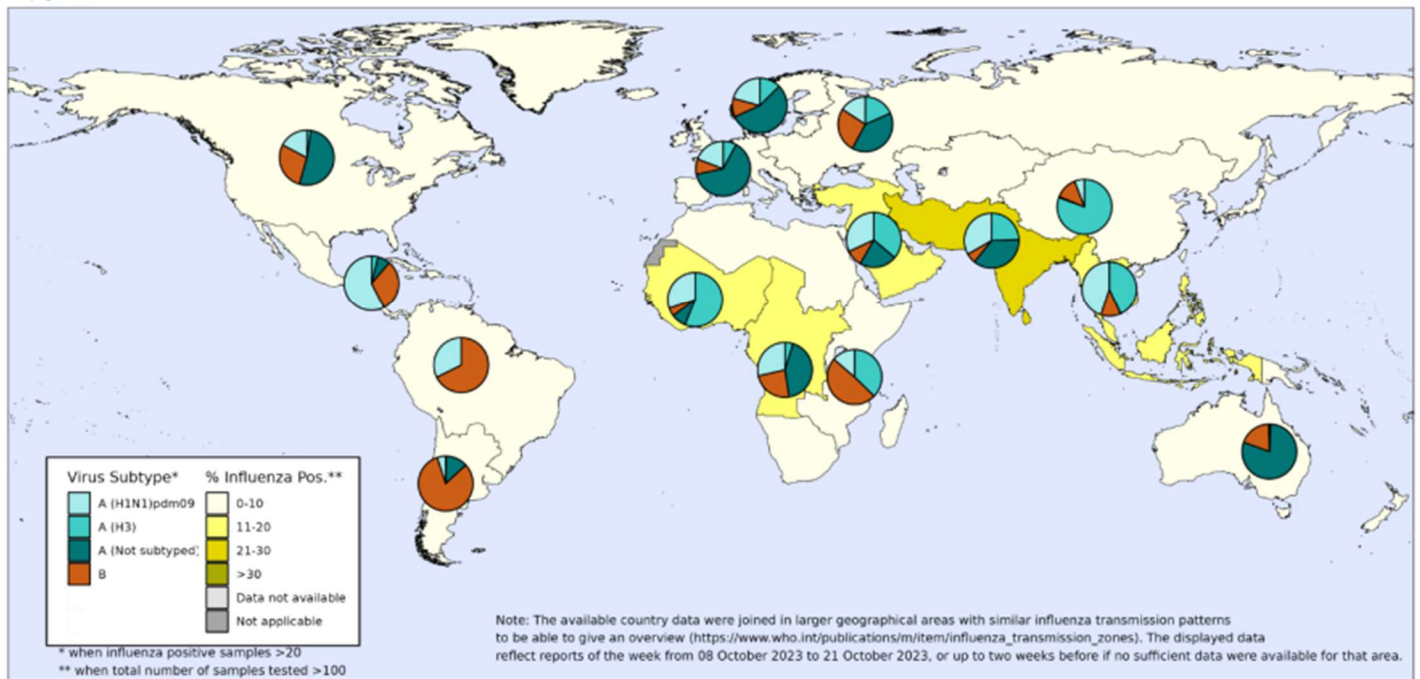 Virus Subtype* % Influenza Pos.**
A (H1N1)pdm09 0-10
A (H3) 11-20
A (Not subtyped) 21-30
B >30
Data not available
Not applicable
* when influenza positive samples >20
** when total number of samples tested >100
Note: The available country data were joined in larger geographical areas with similar influenza transmission patterns
to be able to give an overview (https://www.who.int/publications/m/item/influenza_transmission_zones). The displayed data
reflect reports of the week from 08 October 2023 to 21 October 2023, or up to two weeks before if no sufficient data were available for that area.